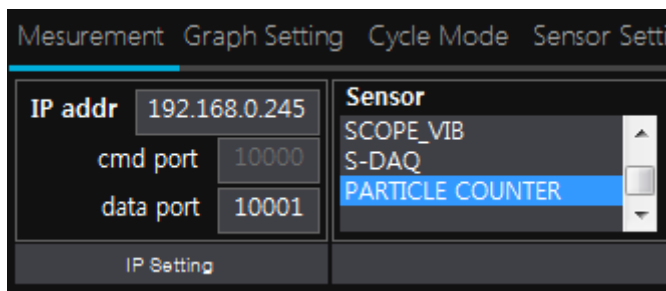 Mesurement Graph Setting Cycle Mode Sensor Setti
IP addr 192.168.0.245
cmd port 10000
data port 10001
IP Setting
Sensor
SCOPE_VIB
S-DAQ
PARTICLE COUNTER